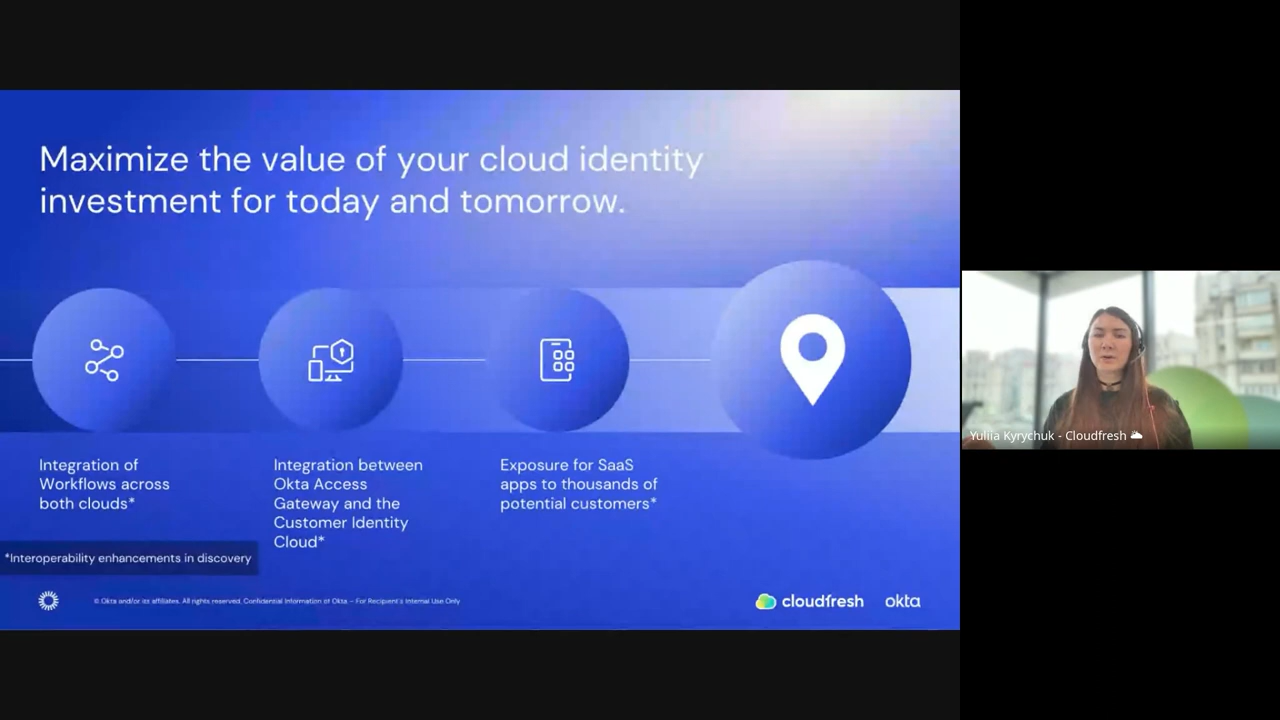 Maximize the value of your cloud identity
investment for today and tomorrow.
Integration of
Workflows across
both clouds*
Integration between
Okta Access
Gateway and the
Customer Identity
Cloud*
Exposure for SaaS
apps to thousands of
potential customers*
*Interoperability enhancements in discovery
© Okta and/or its affiliates. All rights reserved. Confidential Information of Okta – For Recipient's Internal Use Only
cloudfresh
okta
Yuliia Kyrychuk - Cloudfresh 🌥